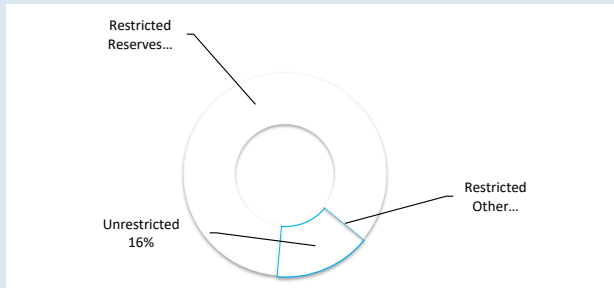 Restricted
Reserves...
Restricted
Other...
Unrestricted
16%